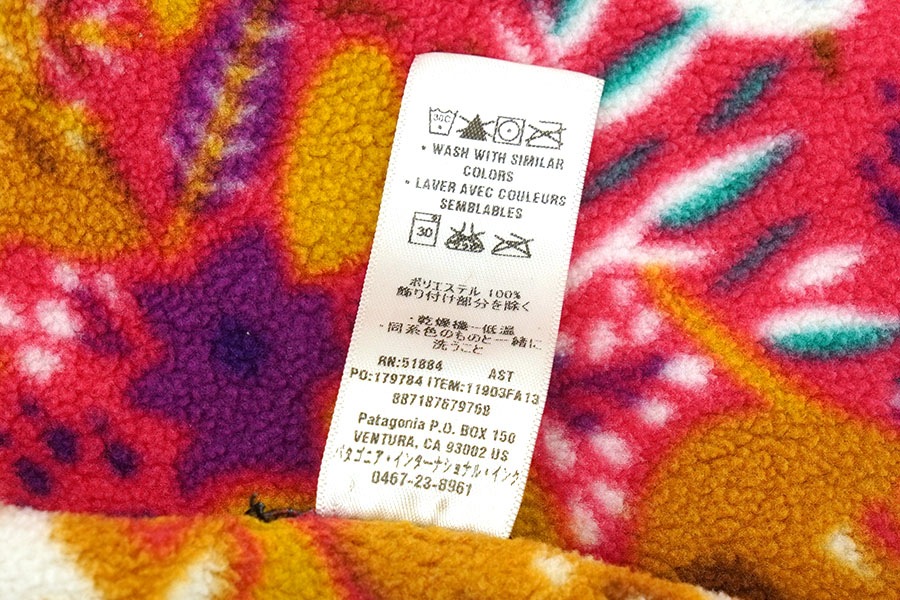 30C
• WASH WITH SIMILAR
COLORS
• LAVER AVEC COULEURS
SEMBLABLES
30
ポリエステル 100%
飾り付け部分を除く
・乾燥機－低温
・同系色のものと一緒に
洗うこと
RN:51884 AST
PO:179784 ITEM:11903FA13
887187679768
Patagonia P.O. BOX 150
VENTURA, CA 93002 US
パタゴニア・インターナショナル・インク
0467-23-8961